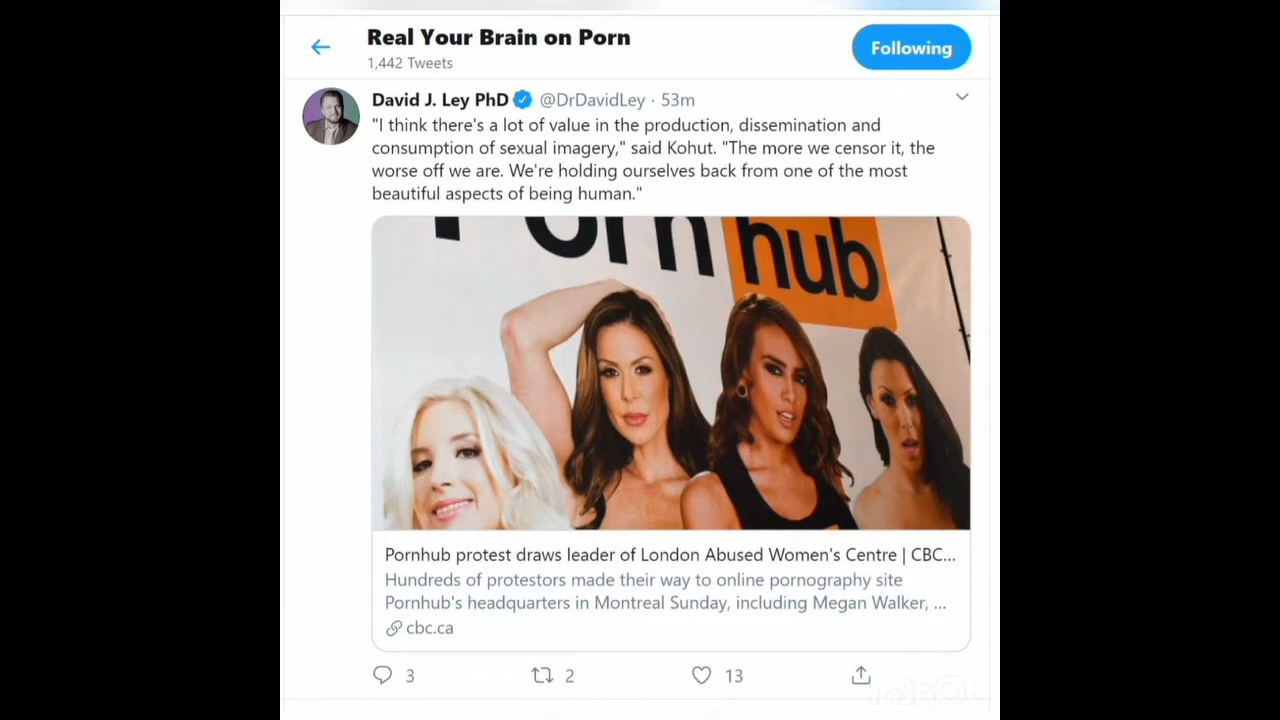 Real Your Brain on Porn
Following
1,442 Tweets
David J. Ley PhD @DrDavidLey · 53m
"I think there's a lot of value in the production, dissemination and
consumption of sexual imagery," said Kohut. "The more we censor it, the
worse off we are. We're holding ourselves back from one of the most
beautiful aspects of being human."
Porn hub
Pornhub protest draws leader of London Abused Women's Centre | CBC...
Hundreds of protestors made their way to online pornography site
Pornhub's headquarters in Montreal Sunday, including Megan Walker, ...
cbc.ca
3 2 13
InShOt